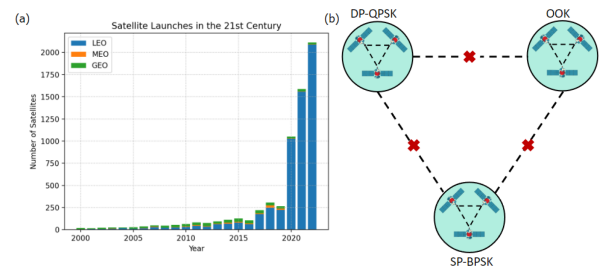 (a)
Satellite Launches in the 21st Century
LEO
MEO
GEO
2000
1750
1500
1250
1000
750
500
250
0
Number of Satellites
2000
2005
2010
2015
2020
Year
(b)
DP-QPSK
OOK
SP-BPSK